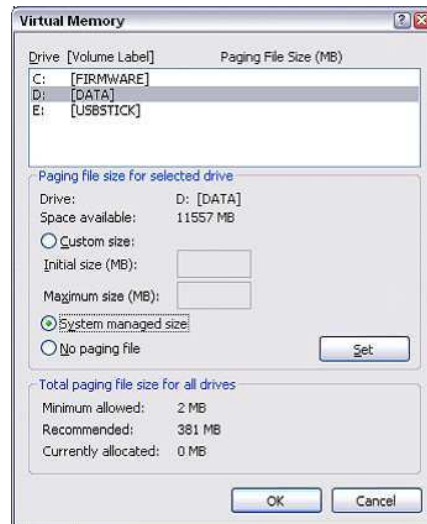 Virtual Memory
Drive [Volume Label] Paging File Size (MB)
C: [FIRMWARE]
D: [DATA]
E: [USBSTICK]
Paging file size for selected drive
Drive: D: [DATA]
Space available: 11557 MB
Custom size:
Initial size (MB):
Maximum size (MB):
System managed size
No paging file Set
Total paging file size for all drives
Minimum allowed: 2 MB
Recommended: 381 MB
Currently allocated: 0 MB
OK Cancel